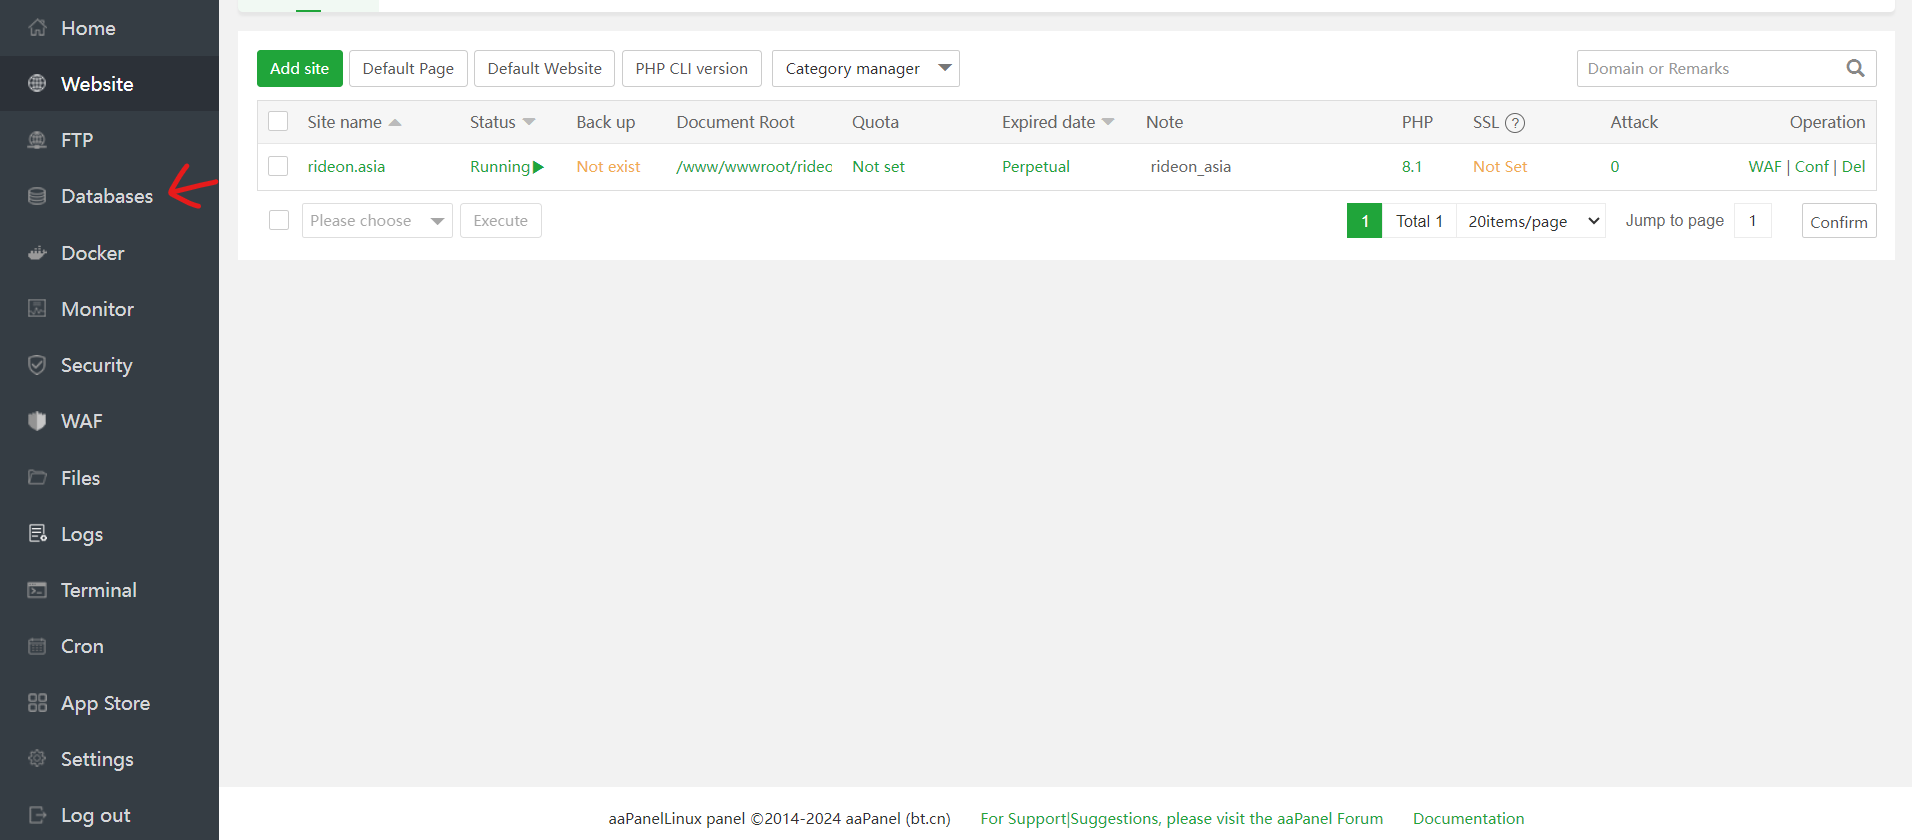 Home
Website
FTP
Databases
Docker
Monitor
Security
WAF
Files
Logs
Terminal
Cron
App Store
Settings
Log out
Add site Default Page Default Website PHP CLI version Category manager Domain or Remarks
Site name Status Back up Document Root Quota Expired date Note PHP SSL ? Attack Operation
rideon.asia Running Not exist /www/wwwroot/rideo Not set Perpetual rideon_asia 8.1 Not Set 0 WAF | Conf | Del
Please choose Execute 1 Total 1 20items/page Jump to page 1 Confirm
aaPanelLinux panel ©2014-2024 aaPanel (bt.cn) For Support|Suggestions, please visit the aaPanel Forum Documentation